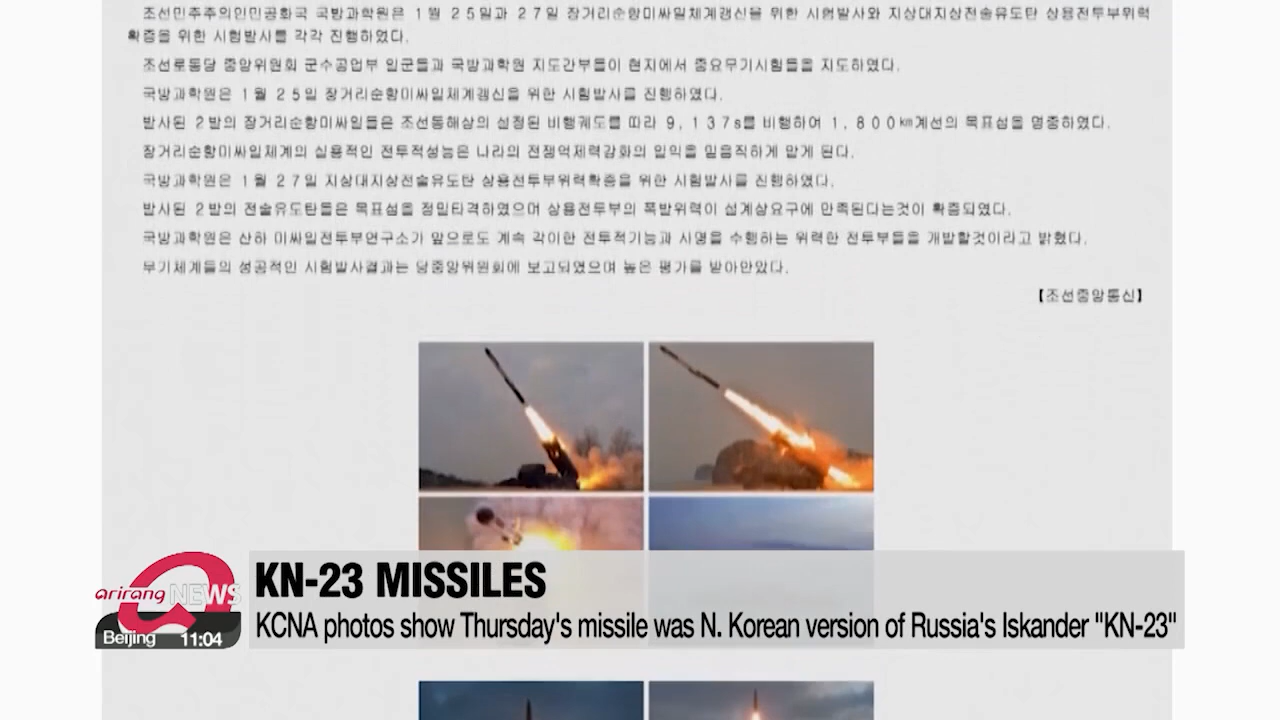 조선민주주의인민공화국 국방과학원은 1월 25일과 27일 장거리순항미싸일체계갱신을 위한 시험발사와 지상대지상전술유도탄 상용전투부위력
확증을 위한 시험발사를 각각 진행하였다.
조선로동당 중앙위원회 군수공업부 일군들과 국방과학원 지도간부들이 현지에서 중요무기시험들을 지도하였다.
국방과학원은 1월 25일 장거리순항미싸일체계갱신을 위한 시험발사를 진행하였다.
발사된 2발의 장거리순항미싸일들은 조선동해상의 설정된 비행궤도를 따라 9,137s를 비행하여 1,800㎞계선의 목표섬을 명중하였다.
장거리순항미싸일체계의 실용적인 전투적성능은 나라의 전쟁억제력강화의 일익을 믿음직하게 맡게 된다.
국방과학원은 1월 27일 지상대지상전술유도탄 상용전투부위력확증을 위한 시험발사를 진행하였다.
발사된 2발의 전술유도탄들은 목표섬을 정밀타격하였으며 상용전투부의 폭발위력이 설계상요구에 만족된다는것이 확증되였다.
국방과학원은 산하 미싸일전투부연구소가 앞으로도 계속 각이한 전투적기능과 사명을 수행하는 위력한 전투부들을 개발할것이라고 밝혔다.
무기체계들의 성공적인 시험발사결과는 당중앙위원회에 보고되였으며 높은 평가를 받아안았다.
【조선중앙통신】
arirang NEWS
KN-23 MISSILES
KCNA photos show Thursday's missile was N. Korean version of Russia's Iskander "KN-23"
Beijing 11:04